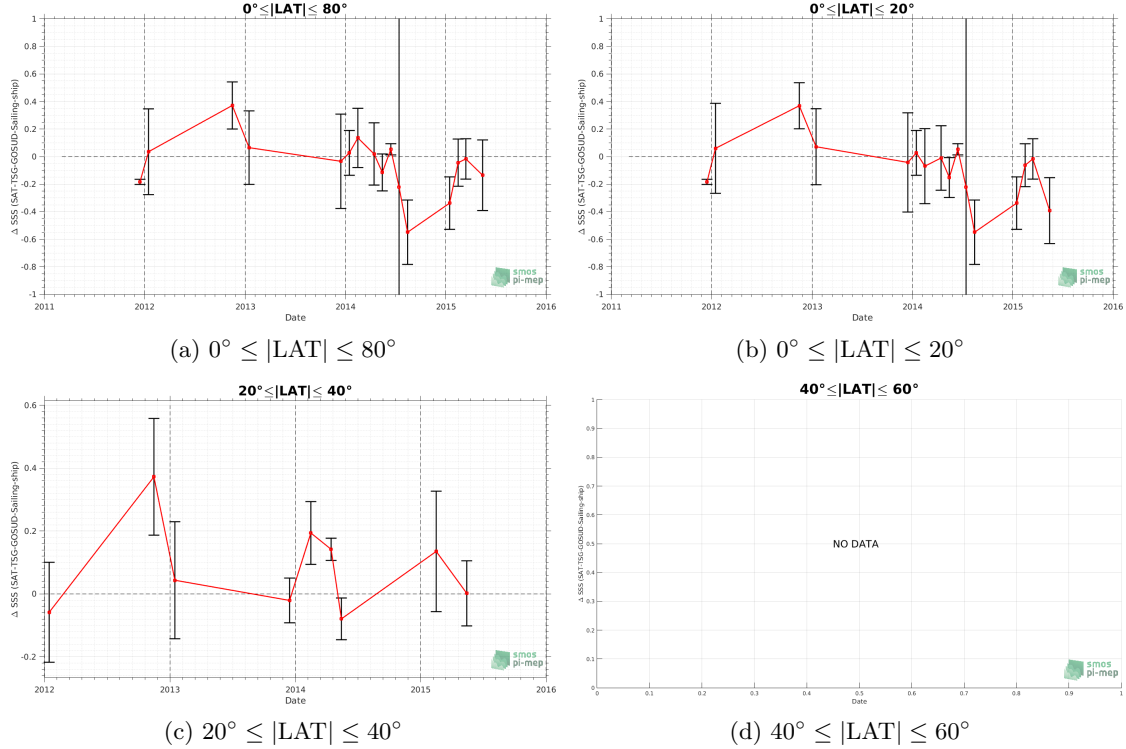 0°≤|LAT|≤ 80°
1
0.8
0.6
0.4
0.2
0
-0.2
-0.4
-0.6
-0.8
-1
Δ SSS (SAT-TSG-GOSUD-Sailing-ship)
2011 2012 2013 2014 2015 2016
Date
smos
pi-mep
(a) 0° ≤ |LAT| ≤ 80°
0°≤|LAT|≤ 20°
1
0.8
0.6
0.4
0.2
0
-0.2
-0.4
-0.6
-0.8
-1
Δ SSS (SAT-TSG-GOSUD-Sailing-ship)
2011 2012 2013 2014 2015 2016
Date
smos
pi-mep
(b) 0° ≤ |LAT| ≤ 20°
20°≤|LAT|≤ 40°
0.6
0.4
0.2
0
-0.2
Δ SSS (SAT-TSG-GOSUD-Sailing-ship)
2012 2013 2014 2015 2016
Date
smos
pi-mep
(c) 20° ≤ |LAT| ≤ 40°
40°≤|LAT|≤ 60°
1
0.9
0.8
0.7
0.6
0.5
0.4
0.3
0.2
0.1
0
Δ SSS (SAT-TSG-GOSUD-Sailing-ship)
NO DATA
0 0.1 0.2 0.3 0.4 0.5 0.6 0.7 0.8 0.9 1
Date
smos
pi-mep
(d) 40° ≤ |LAT| ≤ 60°